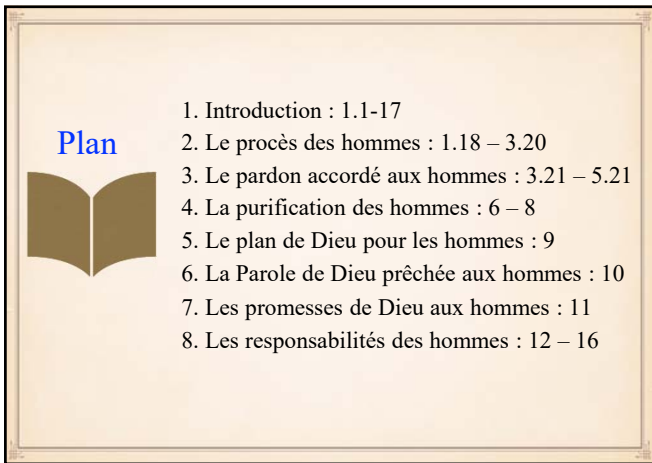 Plan
1. Introduction : 1.1-17
2. Le procès des hommes : 1.18 – 3.20
3. Le pardon accordé aux hommes : 3.21 – 5.21
4. La purification des hommes : 6 – 8
5. Le plan de Dieu pour les hommes : 9
6. La Parole de Dieu prêchée aux hommes : 10
7. Les promesses de Dieu aux hommes : 11
8. Les responsabilités des hommes : 12 – 16